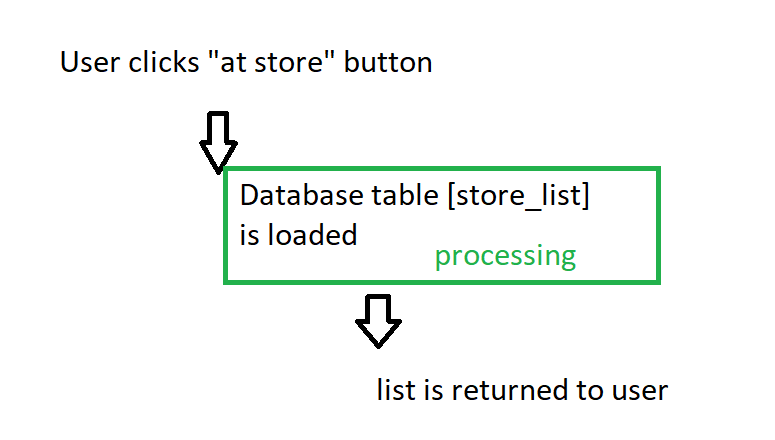 User clicks "at store" button
Database table [store_list]
is loaded
processing
list is returned to user